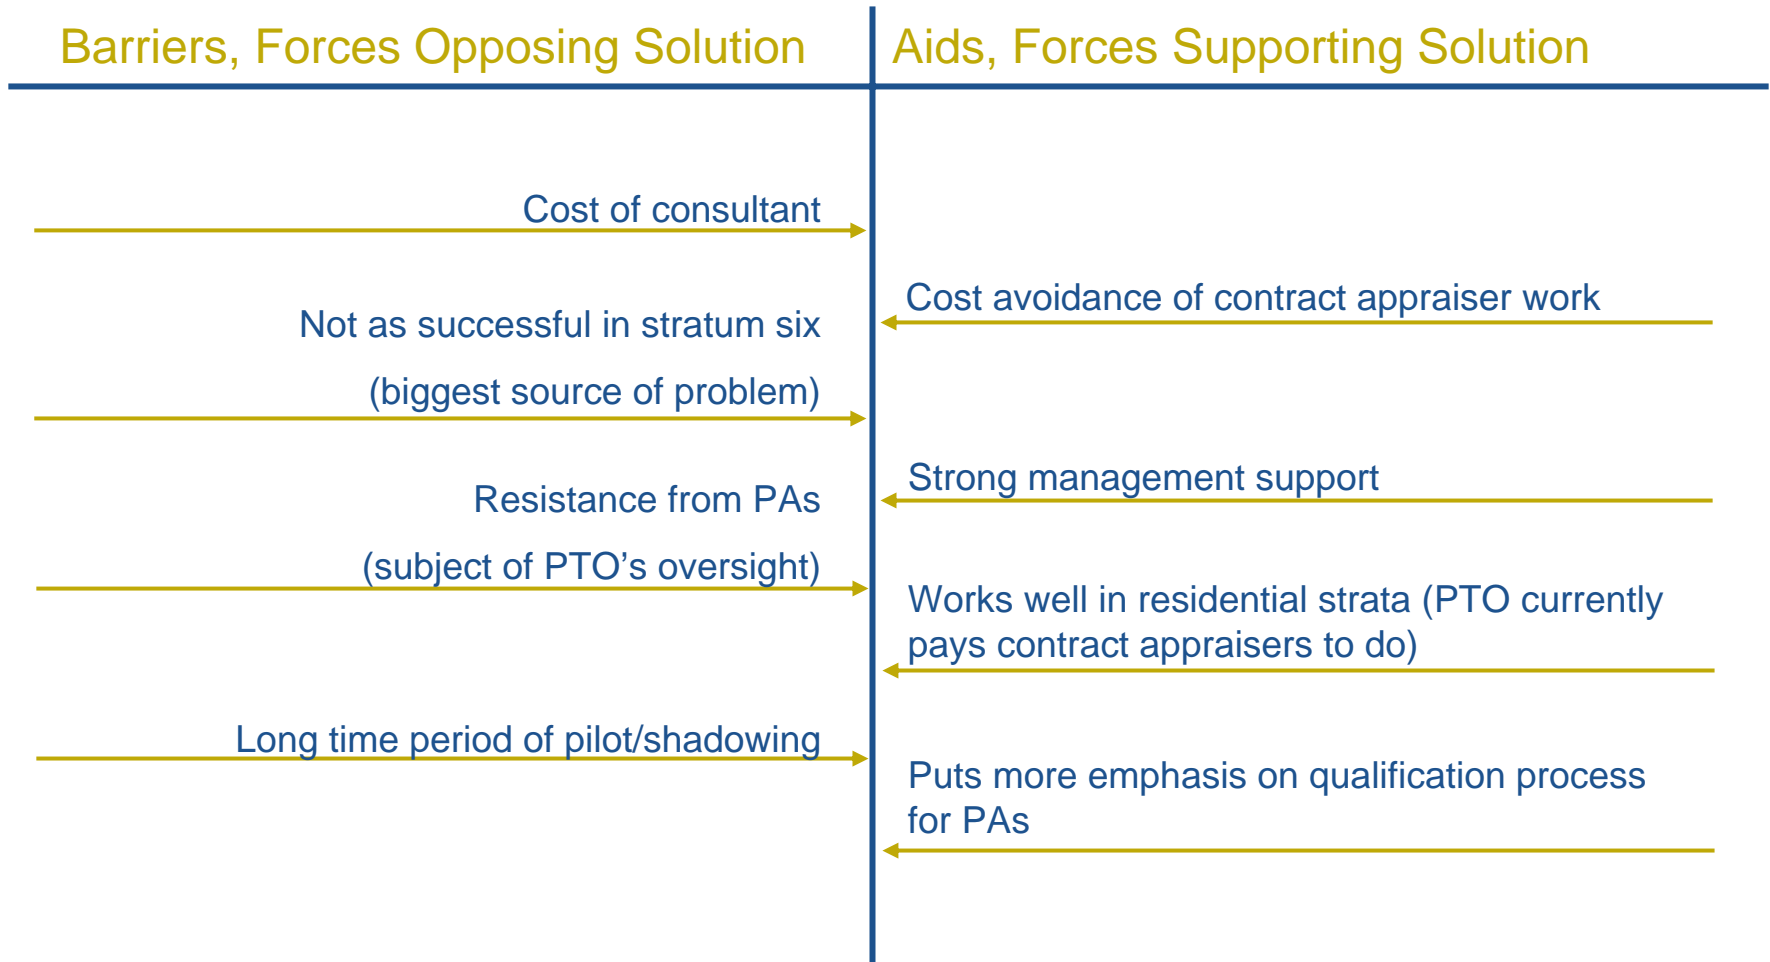 Barriers, Forces Opposing Solution
Aids, Forces Supporting Solution
Cost of consultant
Not as successful in stratum six
(biggest source of problem)
Resistance from PAs
(subject of PTO’s oversight)
Long time period of pilot/shadowing
Cost avoidance of contract appraiser work
Strong management support
Works well in residential strata (PTO currently
pays contract appraisers to do)
Puts more emphasis on qualification process
for PAs